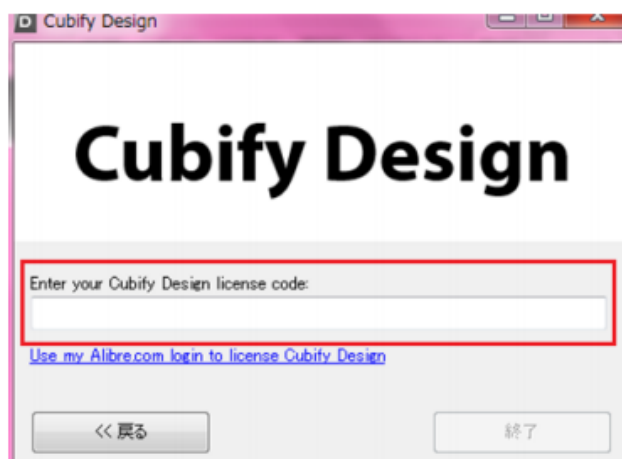 Cubify Design
Cubify Design
Enter your Cubify Design license code:
Use my Alibre.com login to license Cubify Design
<< 戻る
終了